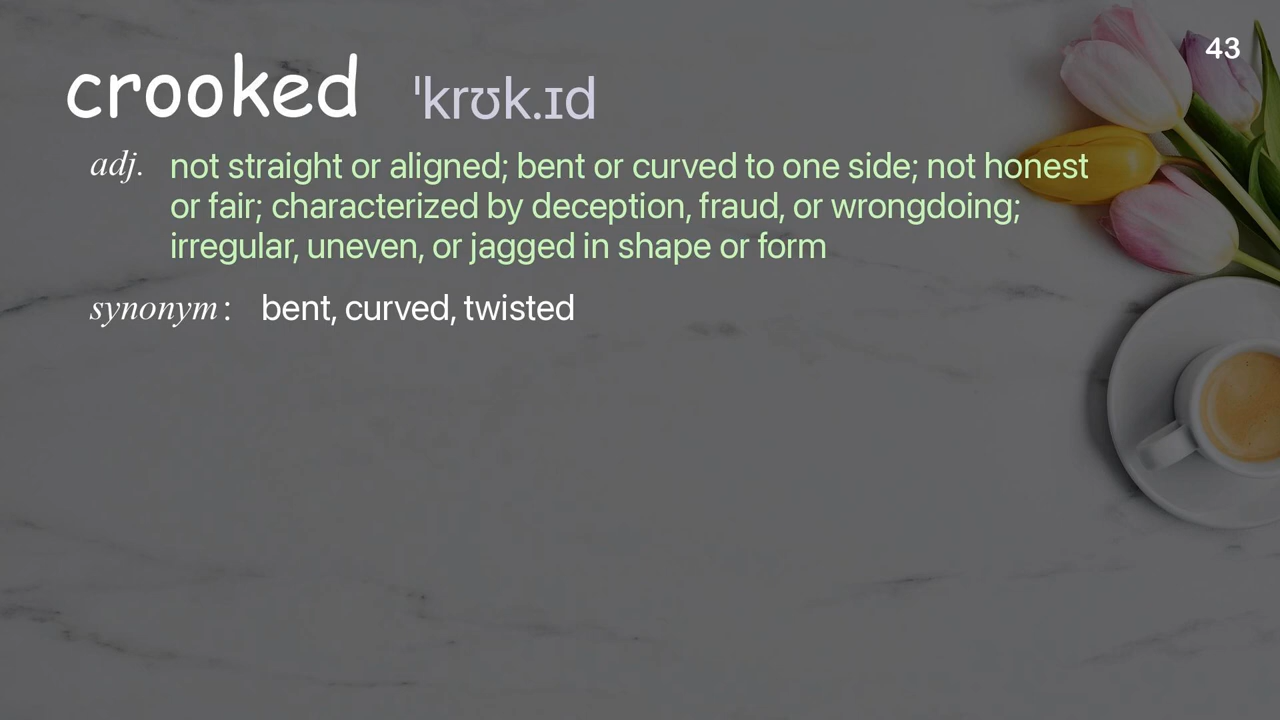 43
crooked ˈkrʊk.ɪd
adj. not straight or aligned; bent or curved to one side; not honest
or fair; characterized by deception, fraud, or wrongdoing;
irregular, uneven, or jagged in shape or form
synonym: bent, curved, twisted